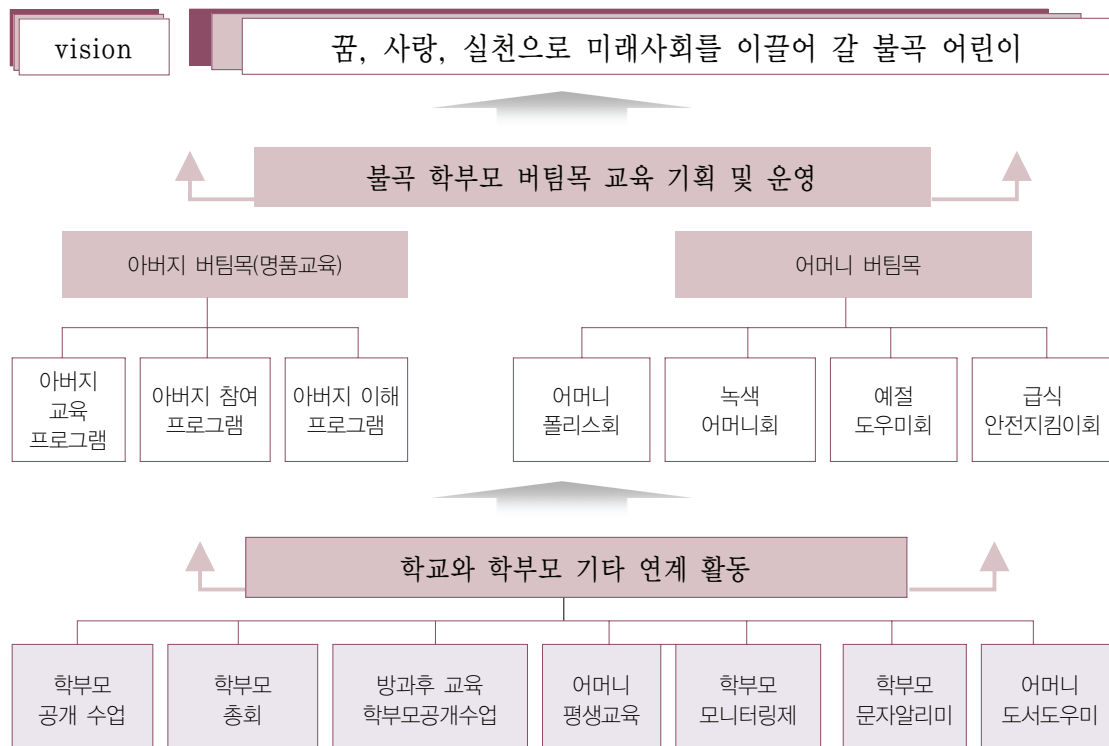 vision
꿈, 사랑, 실천으로 미래사회를 이끌어 갈 불곡 어린이
불곡 학부모 버팀목 교육 기획 및 운영
아버지 버팀목(명품교육)
어머니 버팀목
아버지
교육
프로그램
아버지 참여
프로그램
아버지 이해
프로그램
어머니
폴리스회
녹색
어머니회
예절
도우미회
급식
안전지킴이회
학교와 학부모 기타 연계 활동
학부모
공개 수업
학부모
총회
방과후 교육
학부모공개수업
어머니
평생교육
학부모
모니터링제
학부모
문자알리미
어머니
도서도우미